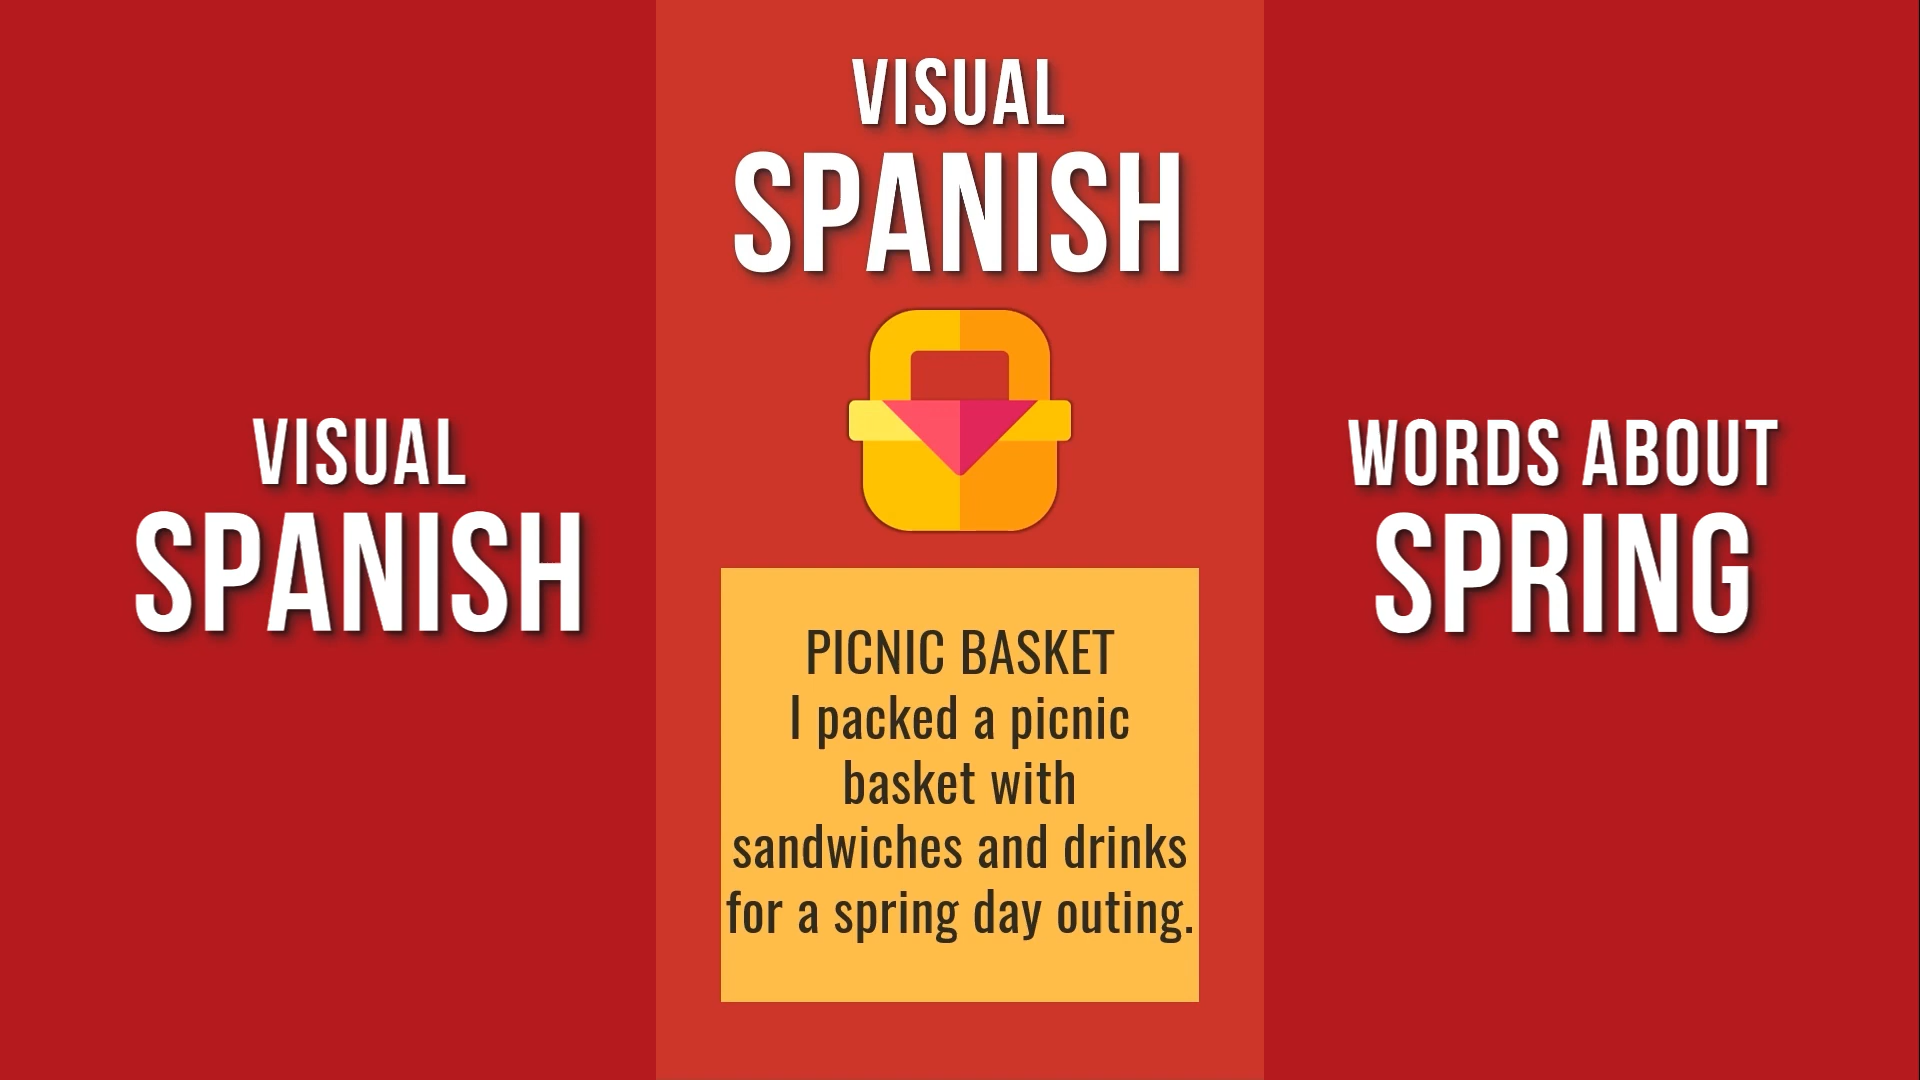 VISUAL
SPANISH
VISUAL
SPANISH
PICNIC BASKET
I packed a picnic
basket with
sandwiches and drinks
for a spring day outing.
WORDS ABOUT
SPRING